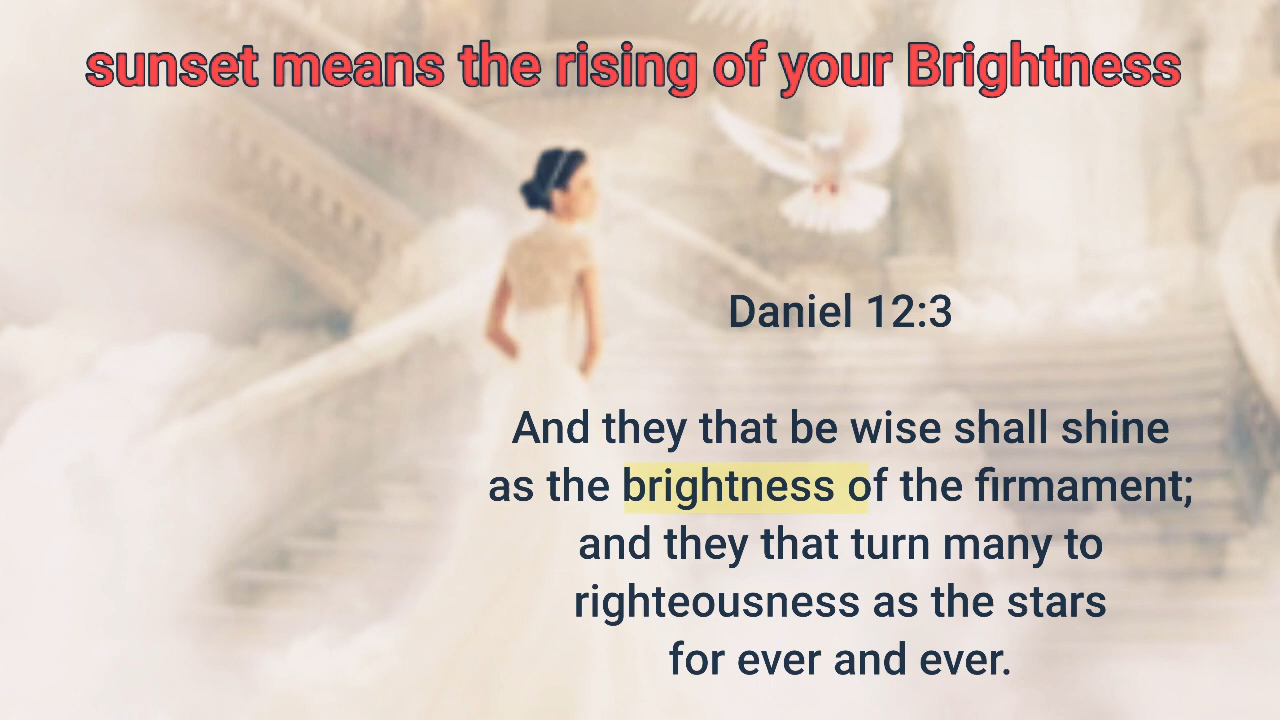 sunset means the rising of your Brightness
Daniel 12:3
And they that be wise shall shine
as the brightness of the firmament;
and they that turn many to
righteousness as the stars
for ever and ever.